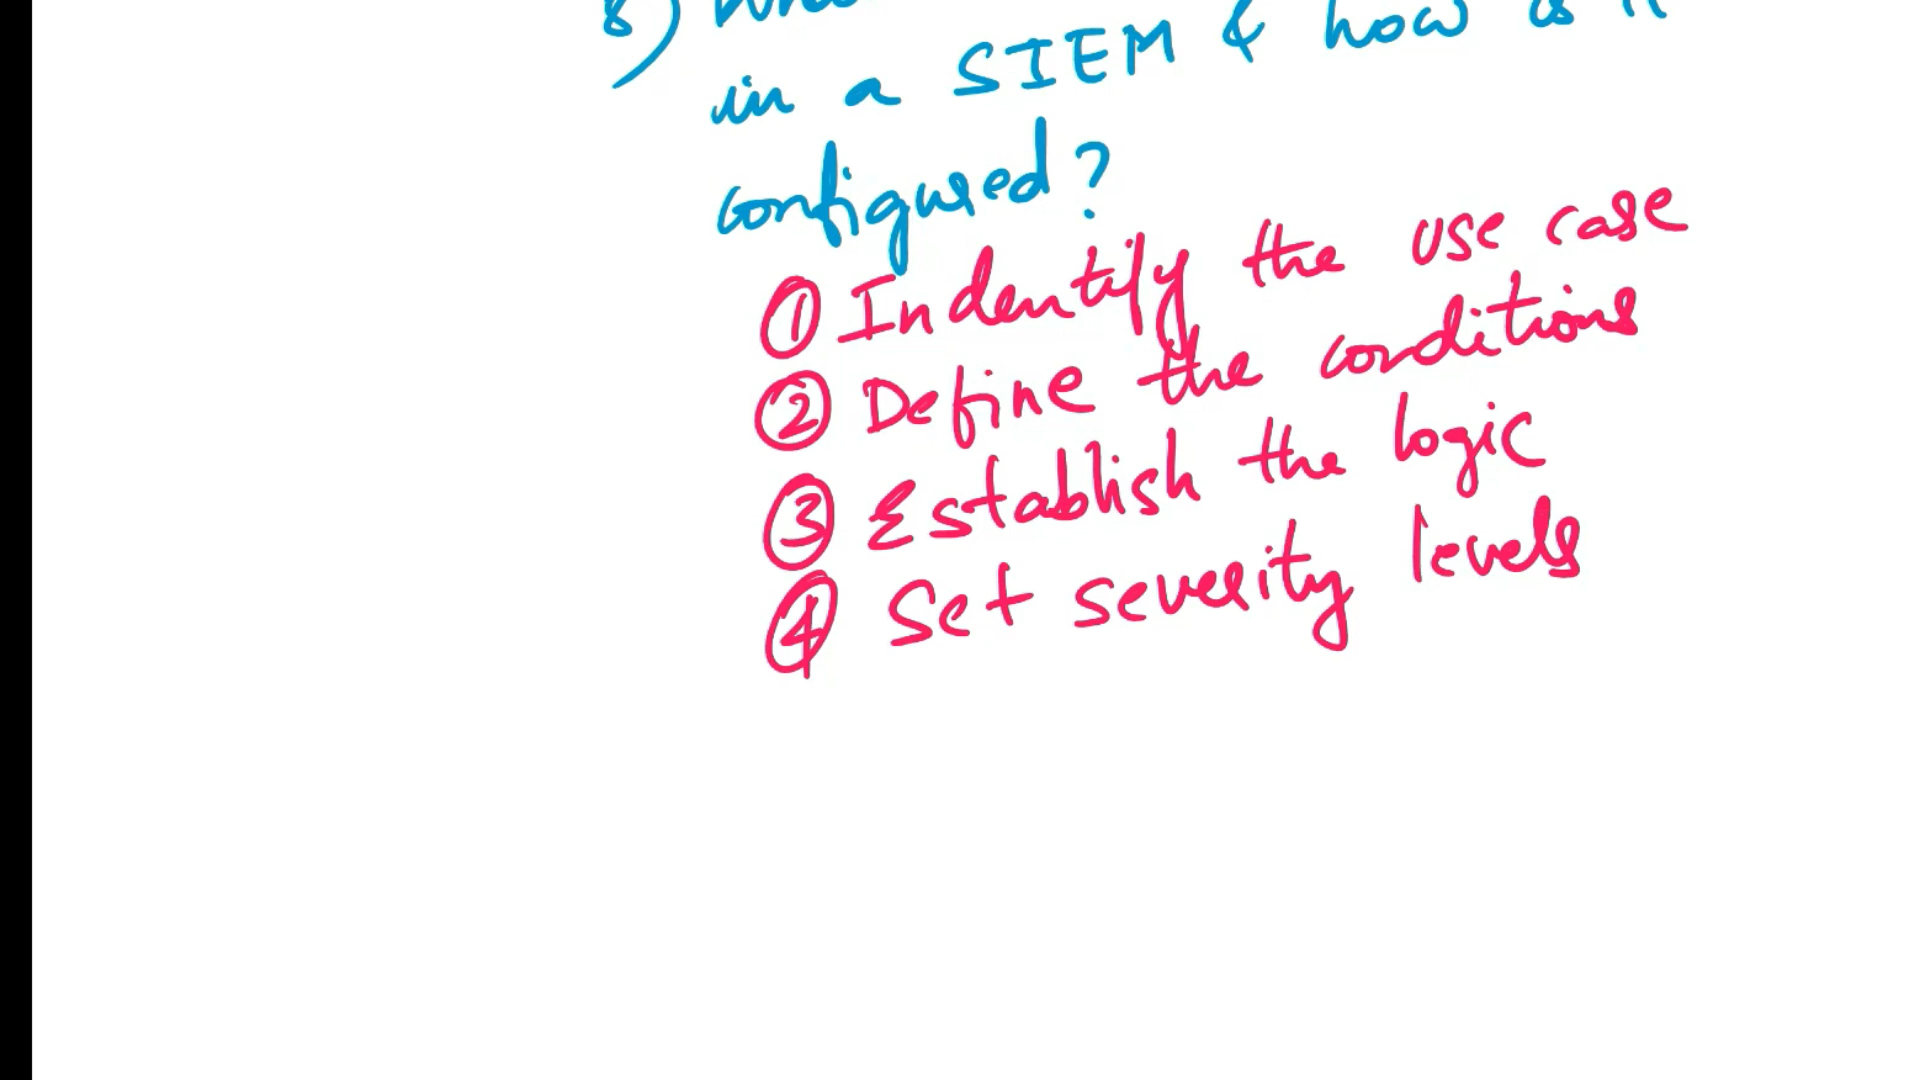 8)
in a SIEM & how is it
configured?
① Indentify the use case
② Define the conditions
③ Establish the logic
④ Set severity levels